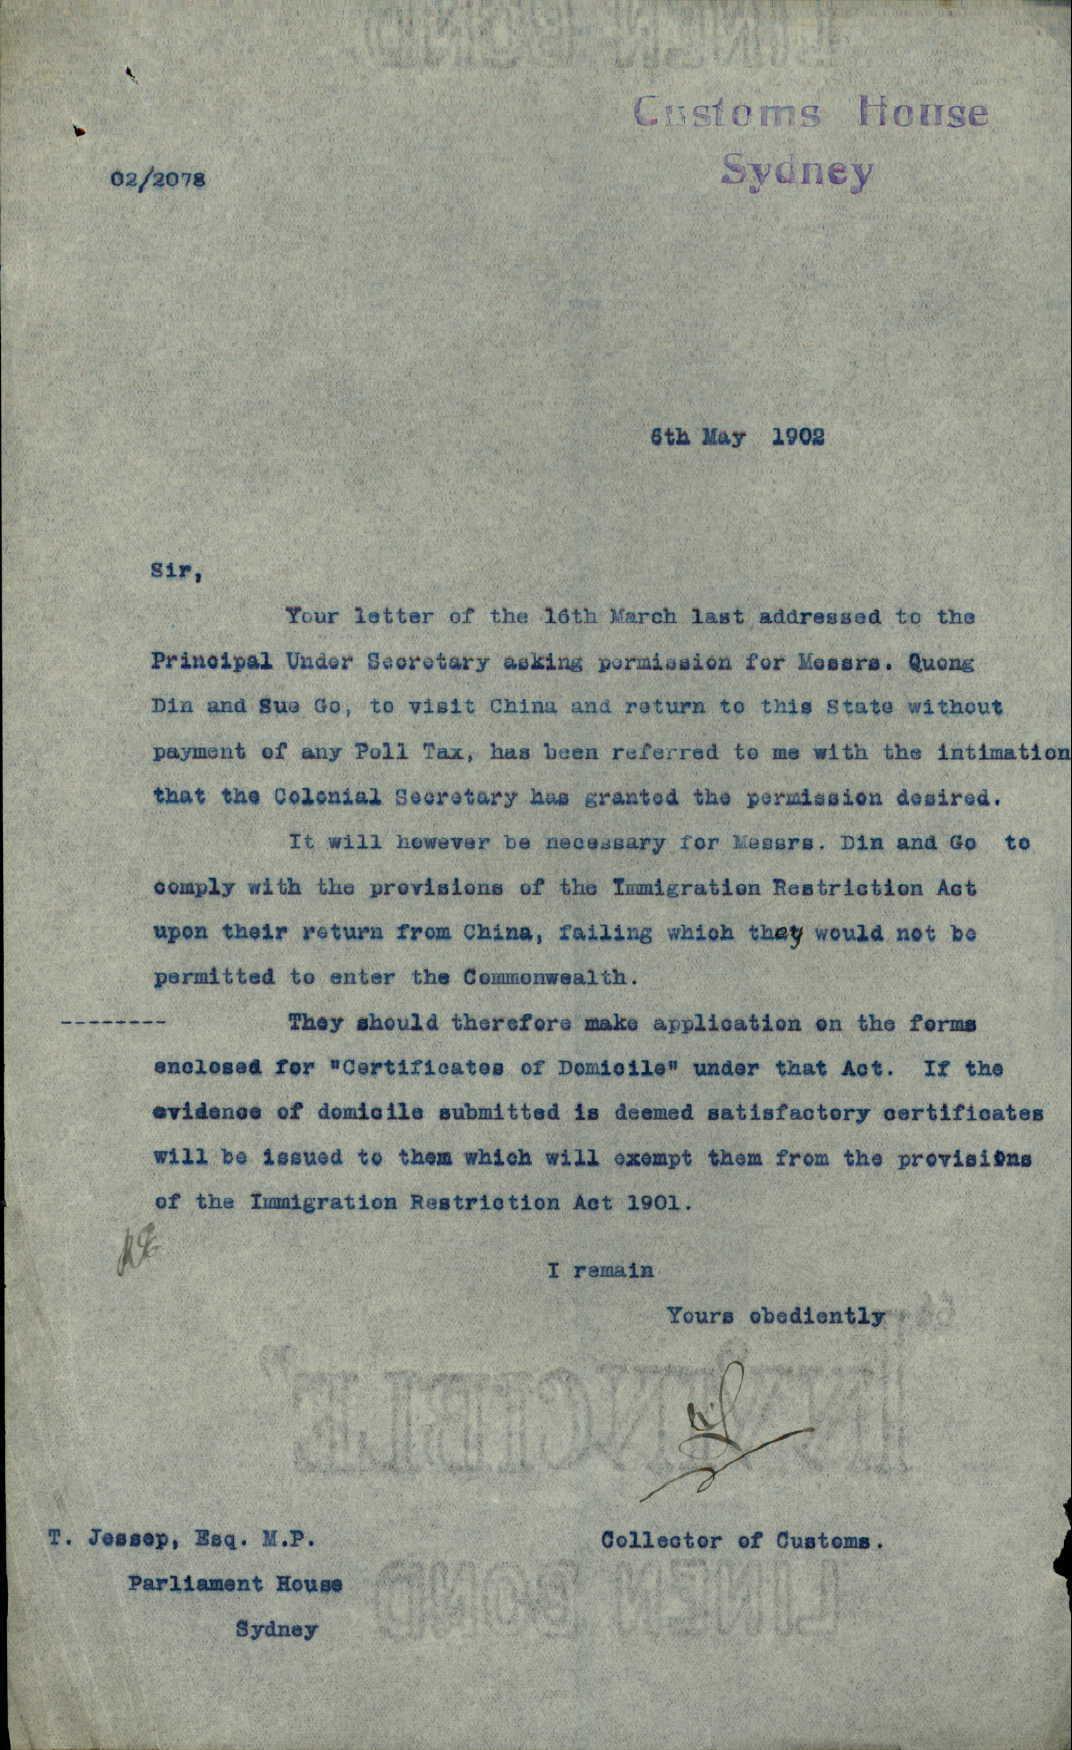 Customs House
Sydney
02/2078
6th May 1902
Sir,
Your letter of the 16th March last addressed to the
Principal Under Secretary asking permission for Messrs. Quong
Din and Sue Go, to visit China and return to this State without
payment of any Poll Tax, has been referred to me with the intimation
that the Colonial Secretary has granted the permission desired.
It will however be necessary for Messrs. Din and Go to
comply with the provisions of the Immigration Restriction Act
upon their return from China, failing which they would not be
permitted to enter the Commonwealth.
-------- They should therefore make application on the forms
enclosed for "Certificates of Domicile" under that Act. If the
evidence of domicile submitted is deemed satisfactory certificates
will be issued to them which will exempt them from the provisions
of the Immigration Restriction Act 1901.
I remain
Yours obediently
INVINCIBLE
T. Jessep, Esq. M.P.
Collector of Customs.
Parliament House
LINEN BOND
Sydney